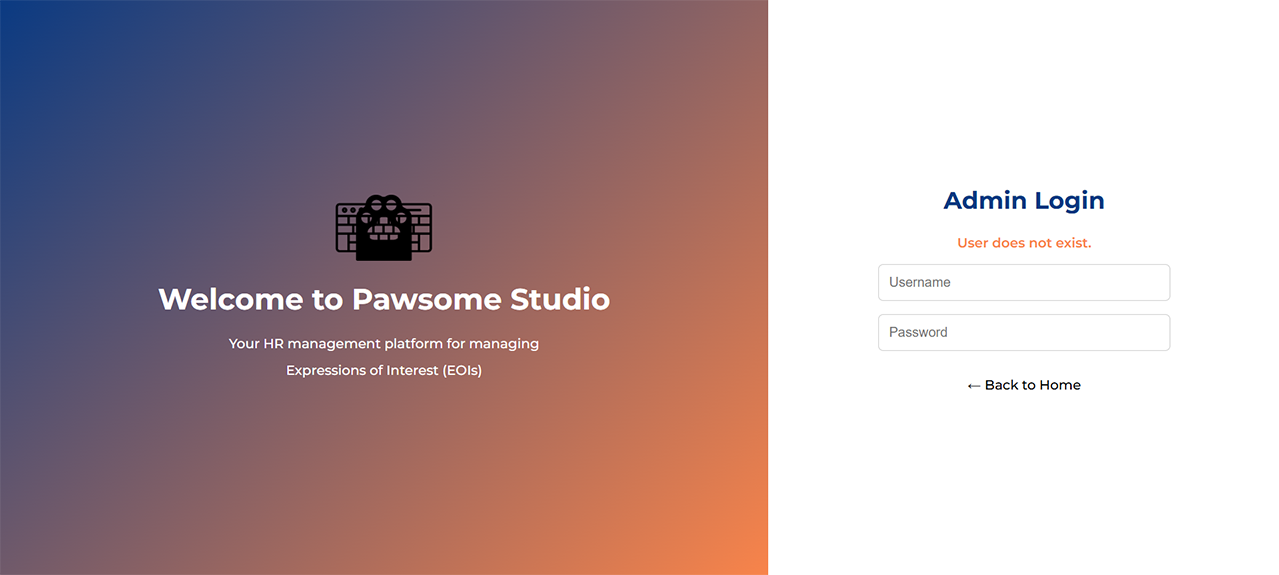 Welcome to Pawsome Studio
Your HR management platform for managing
Expressions of Interest (EOIs)
Admin Login
User does not exist.
Username
Password
← Back to Home